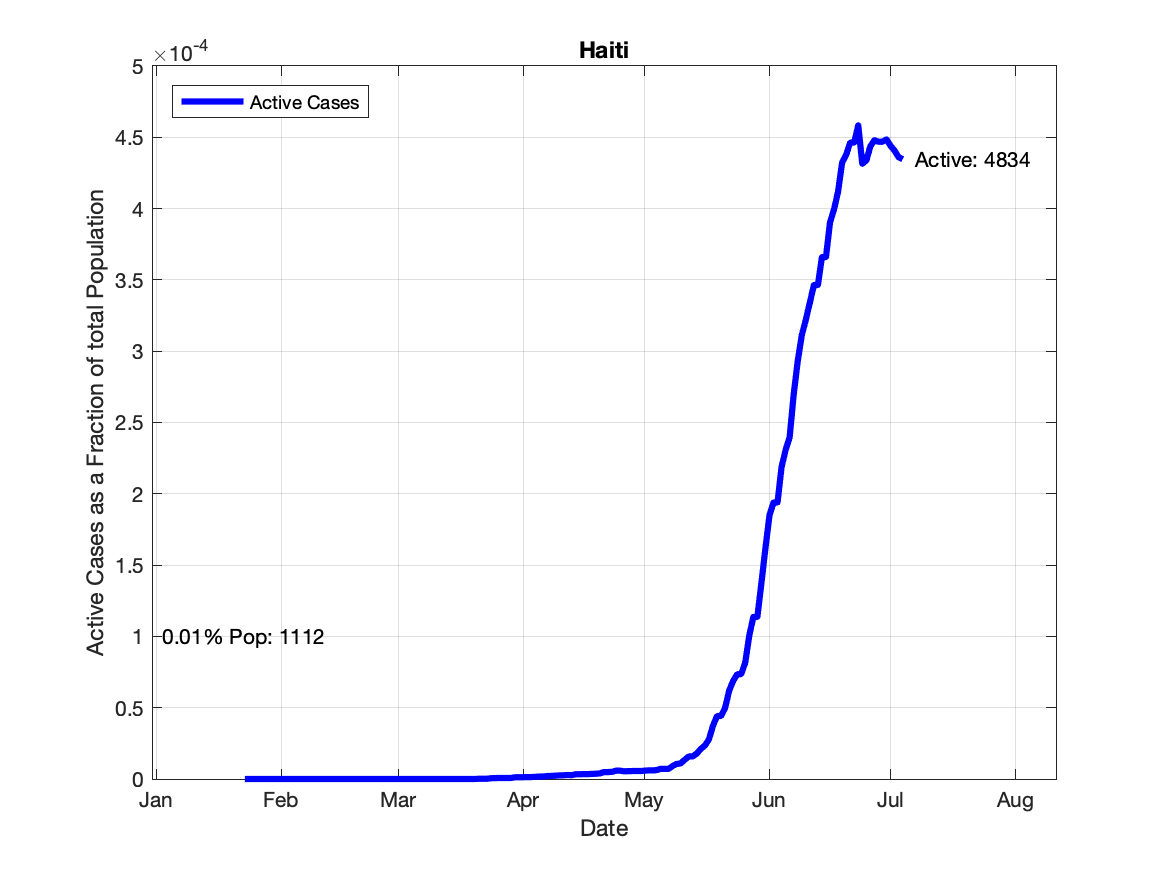 Haiti
×10-4
Active Cases
5
4.5
4
3.5
3
2.5
2
1.5
1
0.5
0
Active Cases as a Fraction of total Population
Active: 4834
0.01% Pop: 1112
Jan Feb Mar Apr May Jun Jul Aug
Date